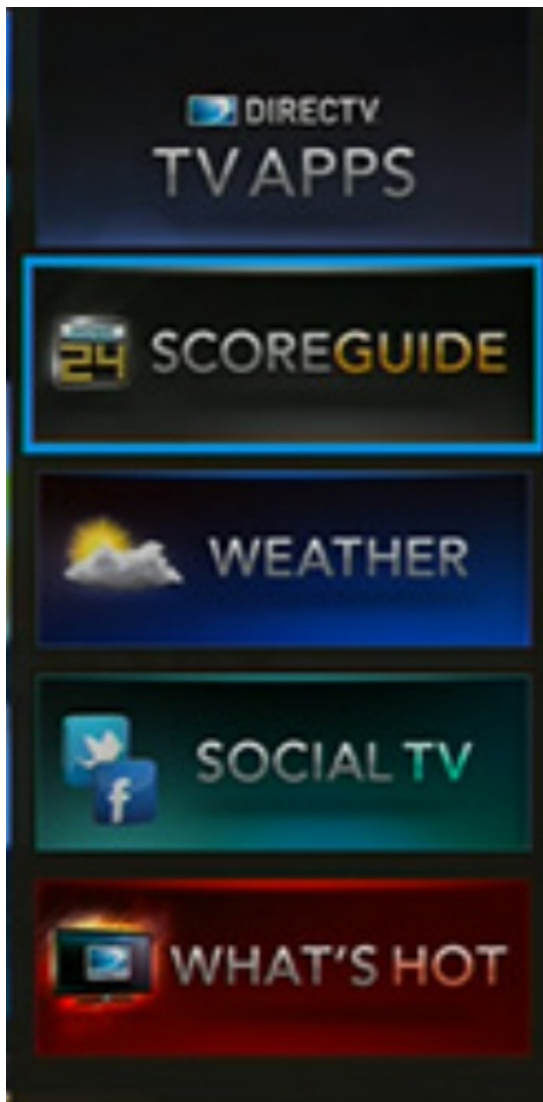 DIRECTV
TV APPS
24
SCOREGUIDE
WEATHER
f
SOCIAL TV
WHAT'S HOT